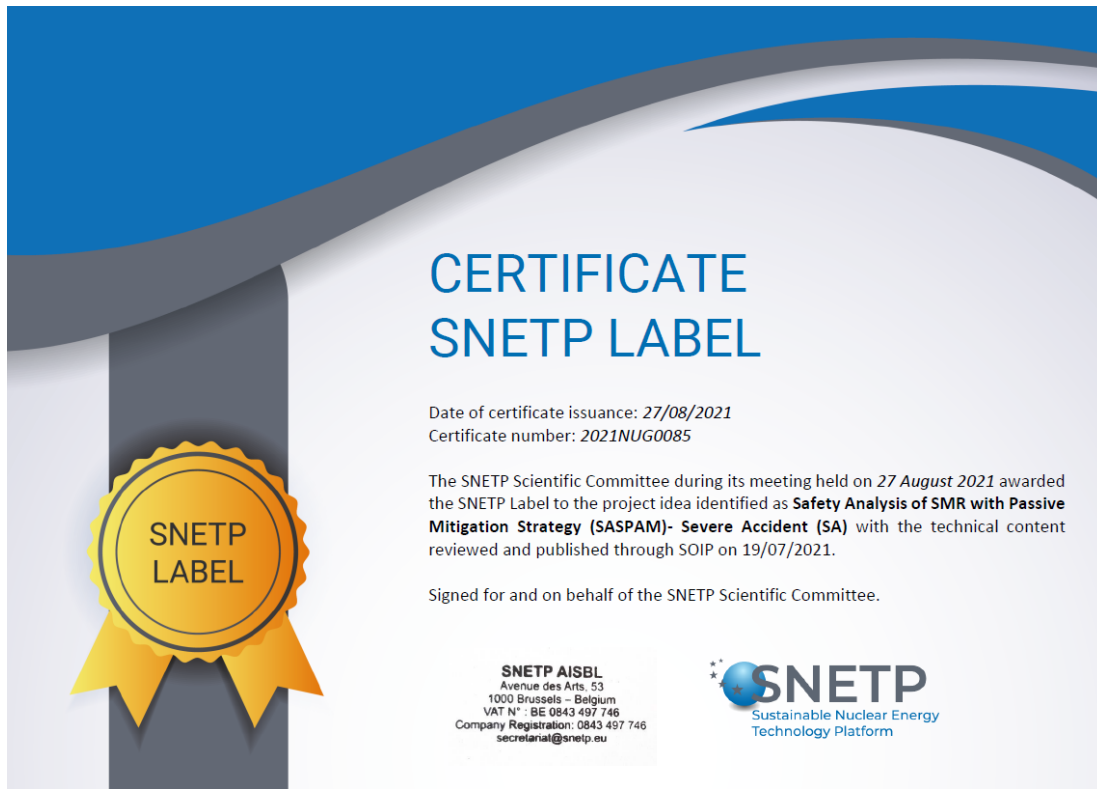 CERTIFICATE
SNETP LABEL
Date of certificate issuance: 27/08/2021
Certificate number: 2021NUG0085
The SNETP Scientific Committee during its meeting held on 27 August 2021 awarded
the SNETP Label to the project idea identified as Safety Analysis of SMR with Passive
Mitigation Strategy (SASPAM)- Severe Accident (SA) with the technical content
reviewed and published through SOIP on 19/07/2021.
Signed for and on behalf of the SNETP Scientific Committee.
SNETP
LABEL
SNETP AISBL
Avenue des Arts, 53
1000 Brussels – Belgium
VAT N° : BE 0843 497 746
Company Registration: 0843 497 746
secretariat@snetp.eu
SNETP
Sustainable Nuclear Energy
Technology Platform